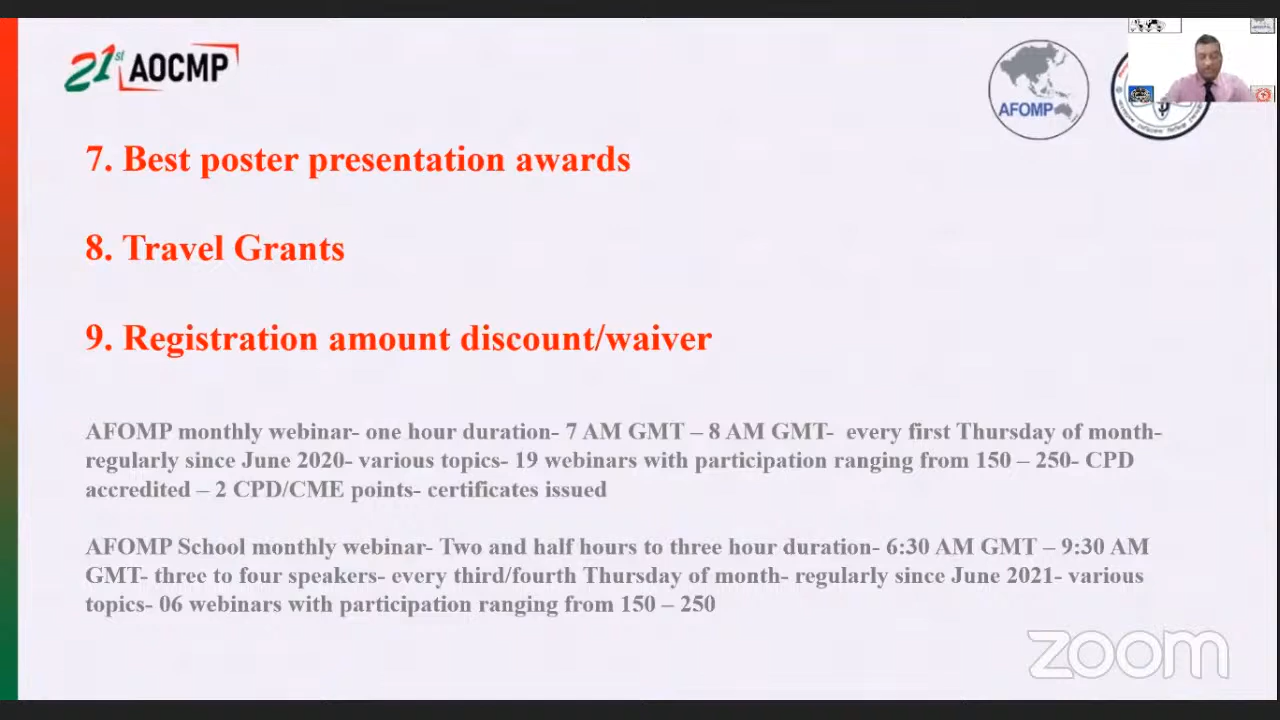 21st AOCMP
AFOMP
7. Best poster presentation awards
8. Travel Grants
9. Registration amount discount/waiver
AFOMP monthly webinar- one hour duration- 7 AM GMT – 8 AM GMT-  every first Thursday of month-
regularly since June 2020- various topics- 19 webinars with participation ranging from 150 – 250- CPD
accredited – 2 CPD/CME points- certificates issued
AFOMP School monthly webinar- Two and half hours to three hour duration- 6:30 AM GMT – 9:30 AM
GMT- three to four speakers- every third/fourth Thursday of month- regularly since June 2021- various
topics- 06 webinars with participation ranging from 150 – 250
zoom